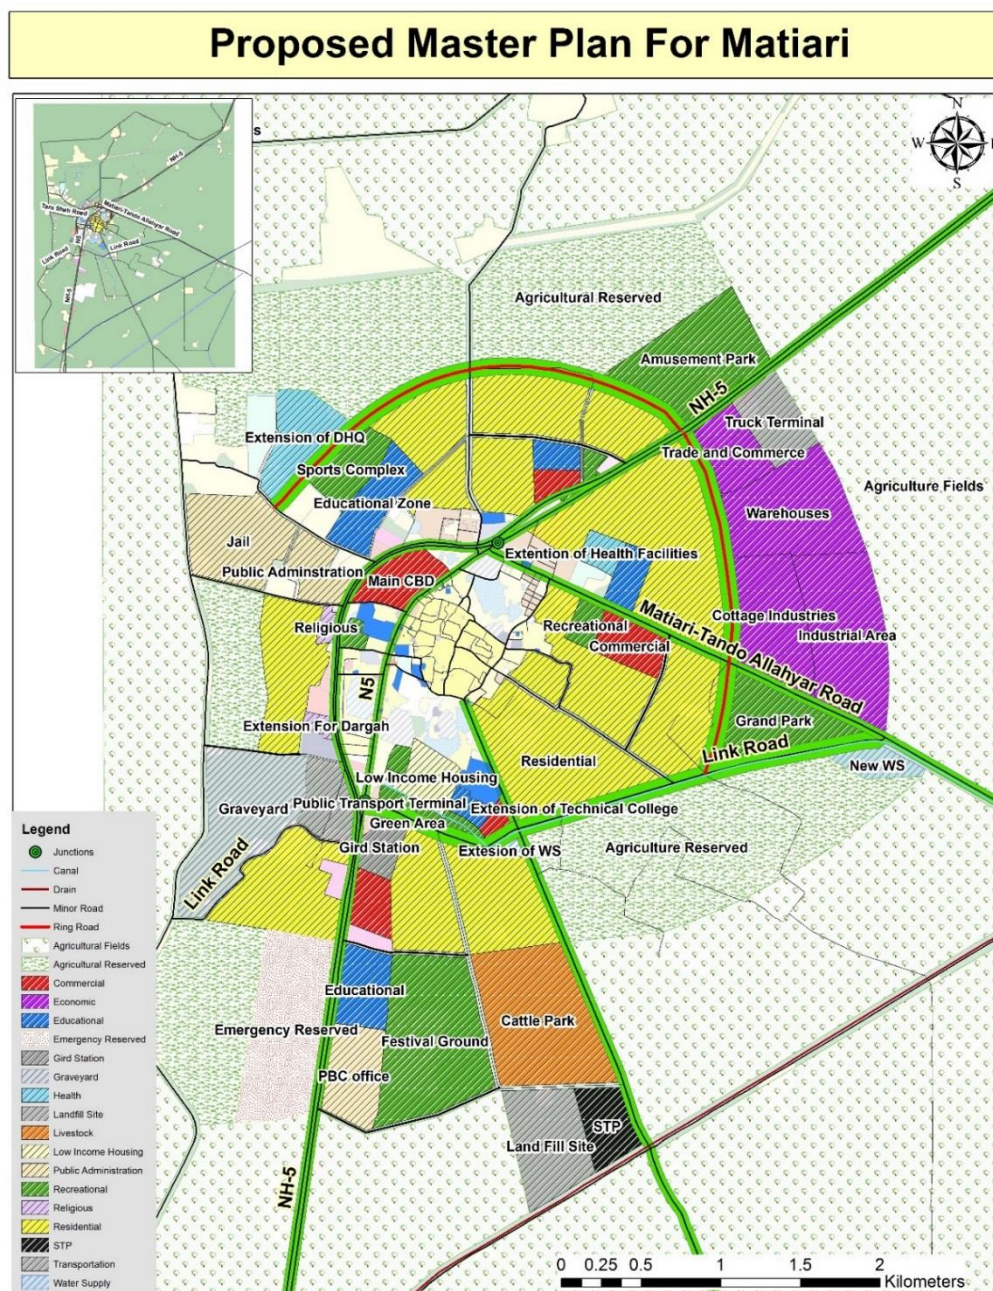 Proposed Master Plan For Matiari
s
NH-5
Taro Shah Road
Matiari-Tando Allahyar Road
N5
Link Road
Link Road
NH-5
N
W
S
Agricultural Reserved
Amusement Park
NH-5
Truck Terminal
Extension of DHQ
Trade and Commerce
Sports Complex
Agriculture Fields
Educational Zone
Warehouses
Jail
Extention of Health Facilities
Public Adminstration
Main CBD
Matiari-Tando Allahyar Road
Cottage Industries
Religious
Recreational
Industrial Area
Commercial
N5
Extension For Dargah
Grand Park
Link Road
Residential
New WS
Low Income Housing
Public Transport Terminal
Extension of Technical College
Graveyard
Green Area
Gird Station
Extesion of WS
Agriculture Reserved
Link Road
Educational
Emergency Reserved
Cattle Park
Festival Ground
PBC office
STP
Land Fill Site
NH-5
Legend
Junctions
Canal
Drain
Minor Road
Ring Road
Agricultural Fields
Agricultural Reserved
Commercial
Economic
Educational
Emergency Reserved
Gird Station
Graveyard
Health
Landfill Site
Livestock
Low Income Housing
Public Administration
Recreational
Religious
Residential
STP
Transportation
Water Supply
0 0.25 0.5 1 1.5 2
Kilometers